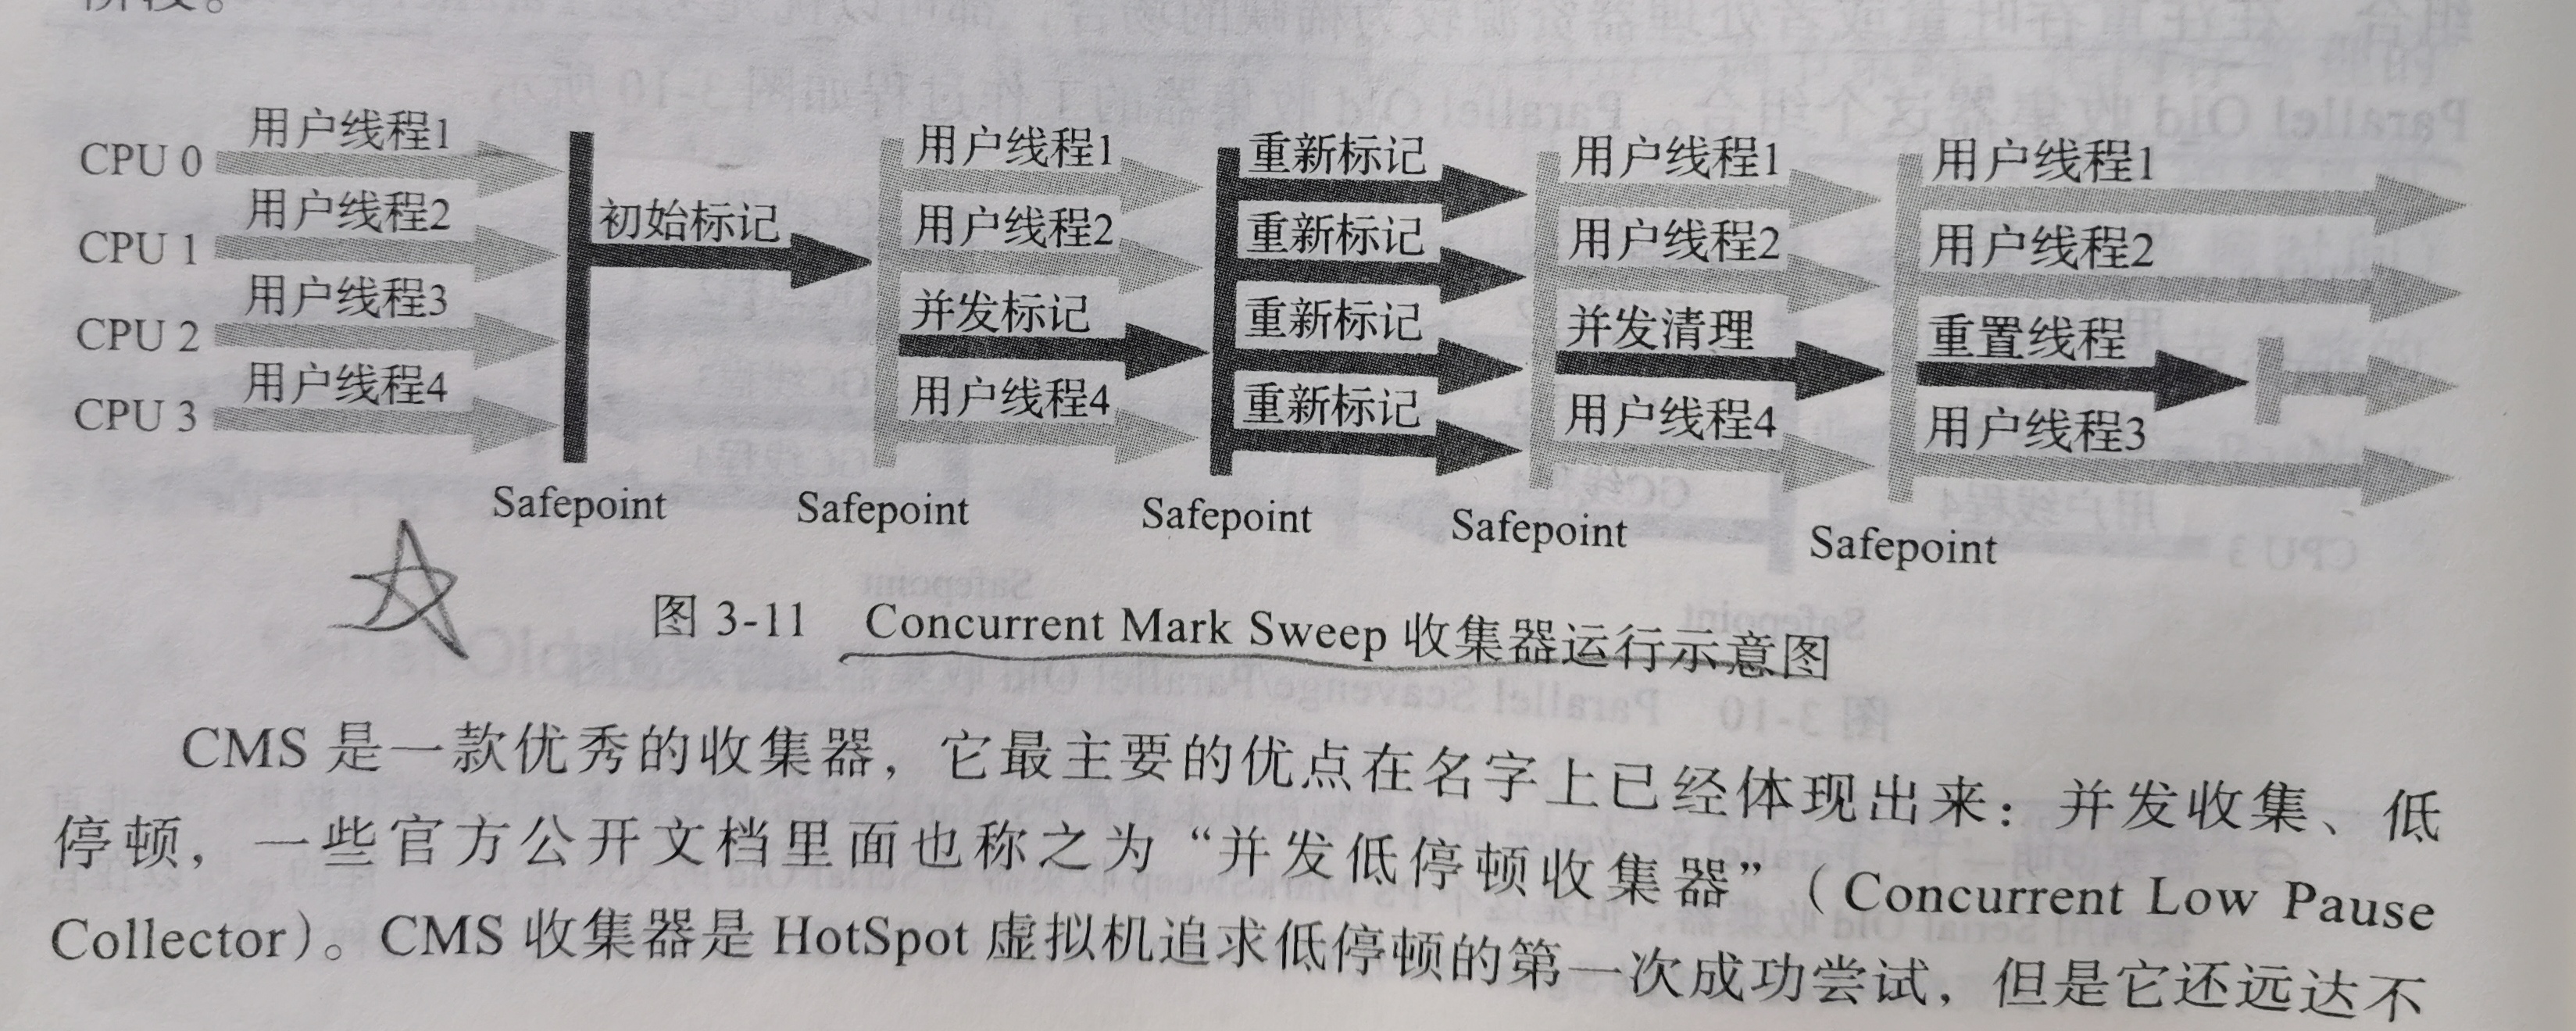 用户线程1 用户线程1 重新标记 用户线程1 用户线程1
CPU 0
用户线程2 初始标记 用户线程2 重新标记 用户线程2 用户线程2
CPU 1
用户线程3 并发标记 重新标记 并发清理 重置线程
CPU 2
用户线程4 用户线程4 重新标记 用户线程4 用户线程3
CPU 3
Safepoint Safepoint Safepoint Safepoint Safepoint
图 3-11 Concurrent Mark Sweep 收集器运行示意图
CMS 是一款优秀的收集器，它最主要的优点在名字上已经体现出来：并发收集、低
停顿，一些官方公开文档里面也称之为“并发低停顿收集器”（Concurrent Low Pause
Collector）。CMS 收集器是 HotSpot 虚拟机追求低停顿的第一次成功尝试，但是它还远达不